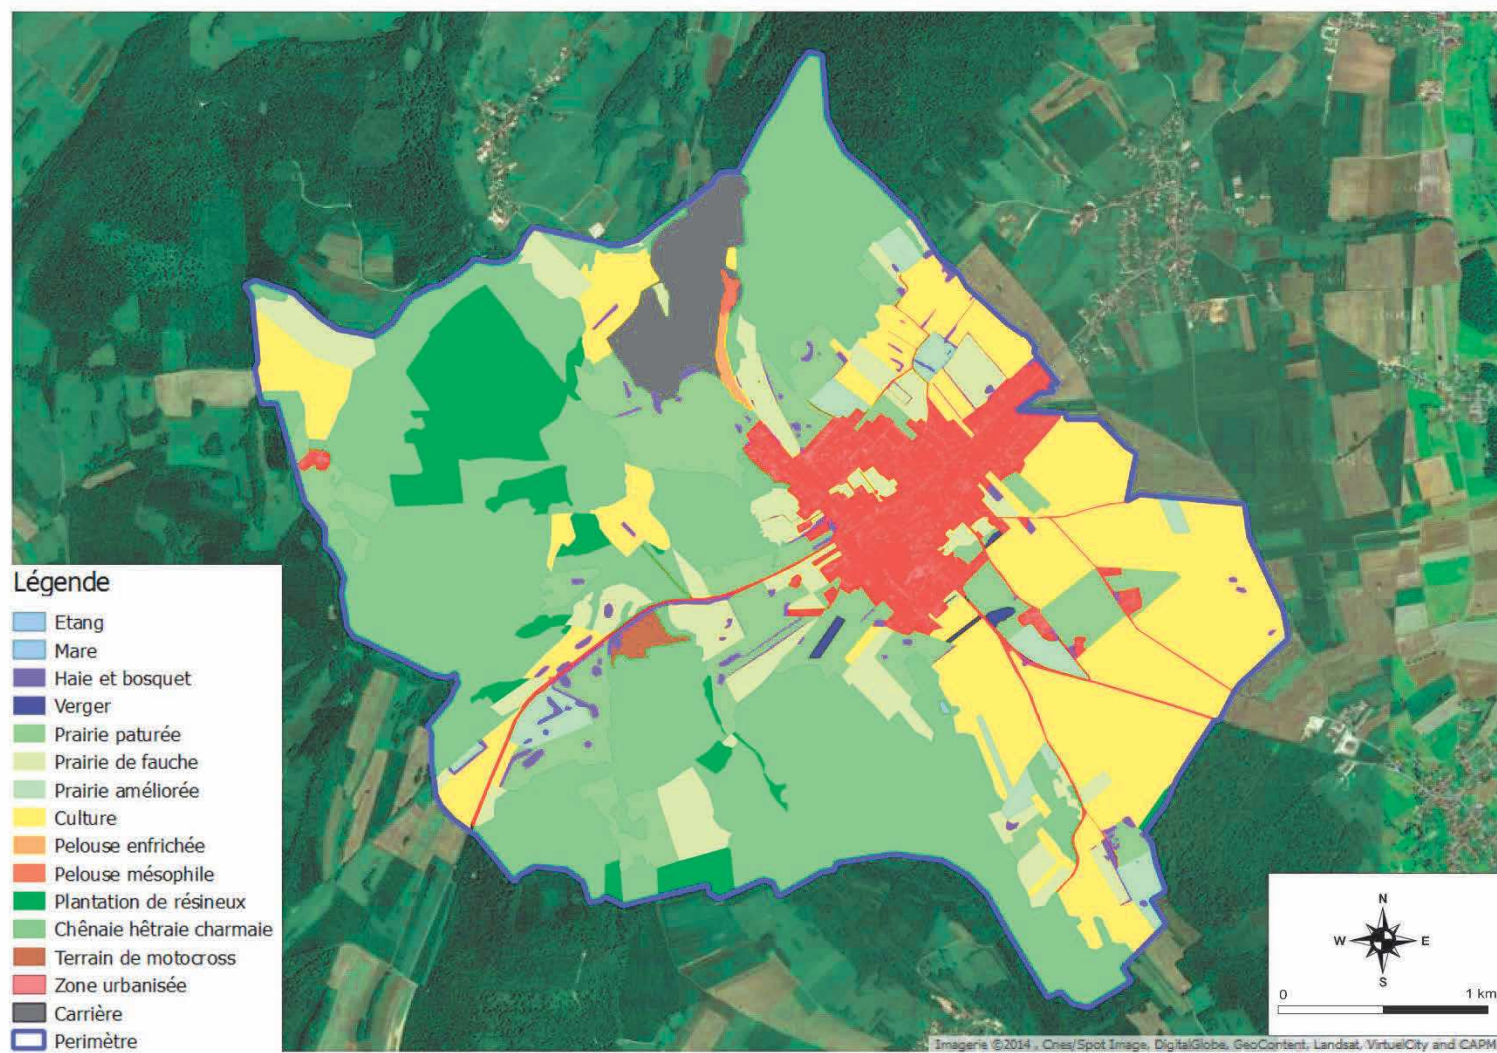 Légende
Etang
Mare
Haie et bosquet
Verger
Prairie paturée
Prairie de fauche
Prairie améliorée
Culture
Pelouse enfrichée
Pelouse mésophile
Plantation de résineux
Chênaie hêtraie charmaie
Terrain de motocross
Zone urbanisée
Carrière
Perimètre
N
W E
S
0 1 km
Imagerie ©2014 , Cnes/Spot Image, DigitalGlobe, GeoContent, Landsat, VirtuelCity and CAPM